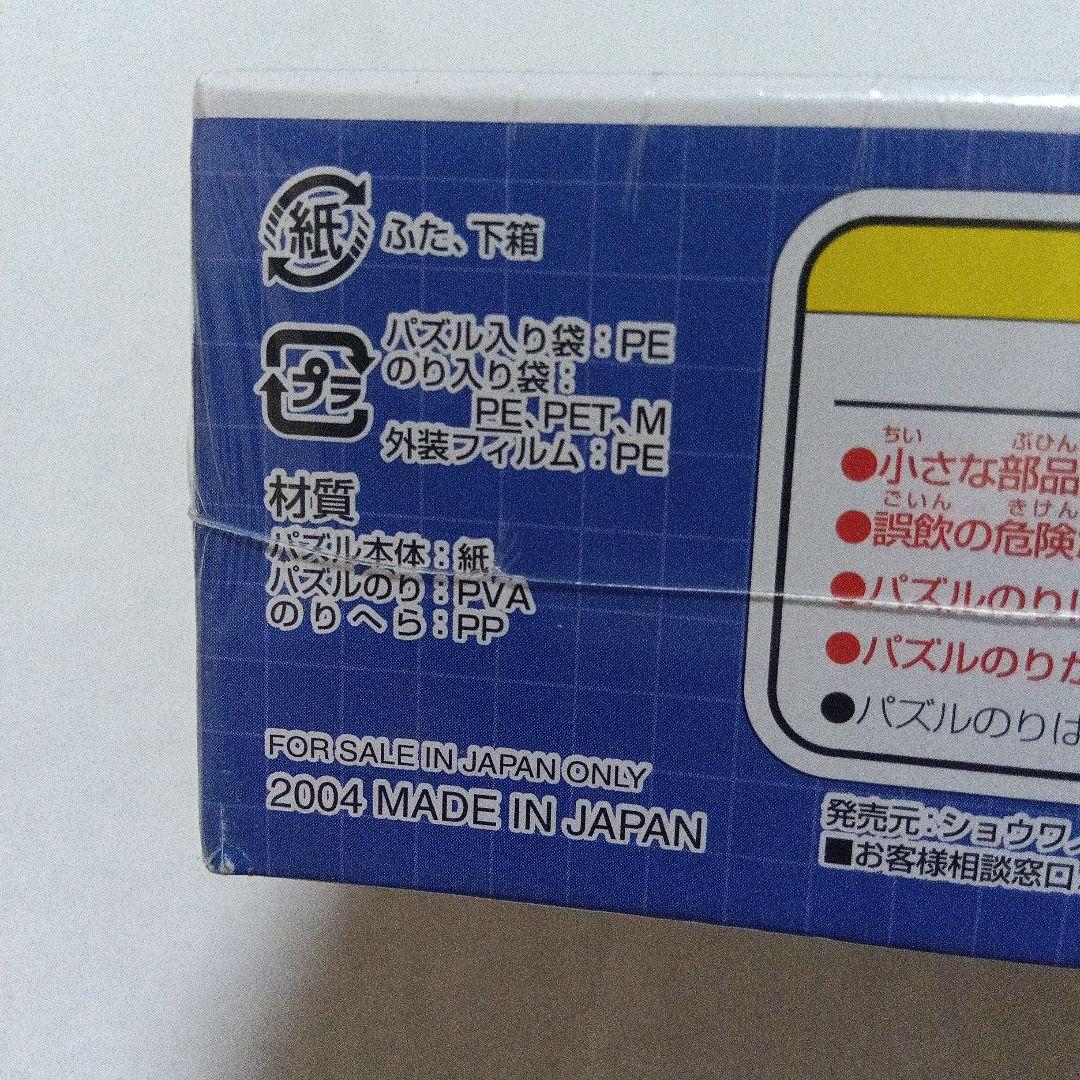 紙 ふた、下箱
プラ パズル入り袋：PE
のり入り袋：
PE、PET、M
外装フィルム：PE
材質
パズル本体：紙
パズルのり：PVA
のりへら：PP
FOR SALE IN JAPAN ONLY
2004 MADE IN JAPAN
ちい ぶひん
●小さな部品
ごいん きけん
●誤飲の危険
●パズルのりは
●パズルのりが
●パズルのりは
発売元：ショウワノ
■お客様相談窓口